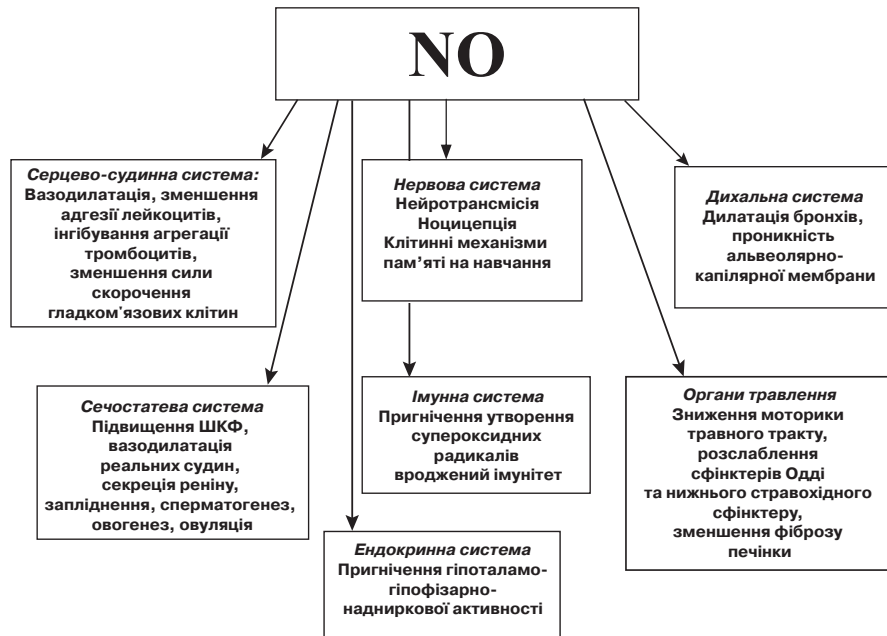 NO
Серцево-судинна система:
Вазодилатація, зменшення
адгезії лейкоцитів,
інгібування агрегації
тромбоцитів,
зменшення сили
скорочення
гладком'язових клітин
Нервова система
Нейротрансмісія
Ноцицепція
Клітинні механізми
пам’яті на навчання
Дихальна система
Дилатація бронхів,
проникність
альвеолярно-
капілярної мембрани
Сечостатева система
Підвищення ШКФ,
вазодилатація
реальних судин,
секреція реніну,
запліднення, сперматогенез,
овогенез, овуляція
Імунна система
Пригнічення утворення
супероксидних
радикалів
вроджений імунітет
Органи травлення
Зниження моторики
травного тракту,
розслаблення
сфінктерів Одді
та нижнього стравохідного
сфінктеру,
зменшення фіброзу
печінки
Ендокринна система
Пригнічення гіпоталамо-
гіпофізарно-
надниркової активності